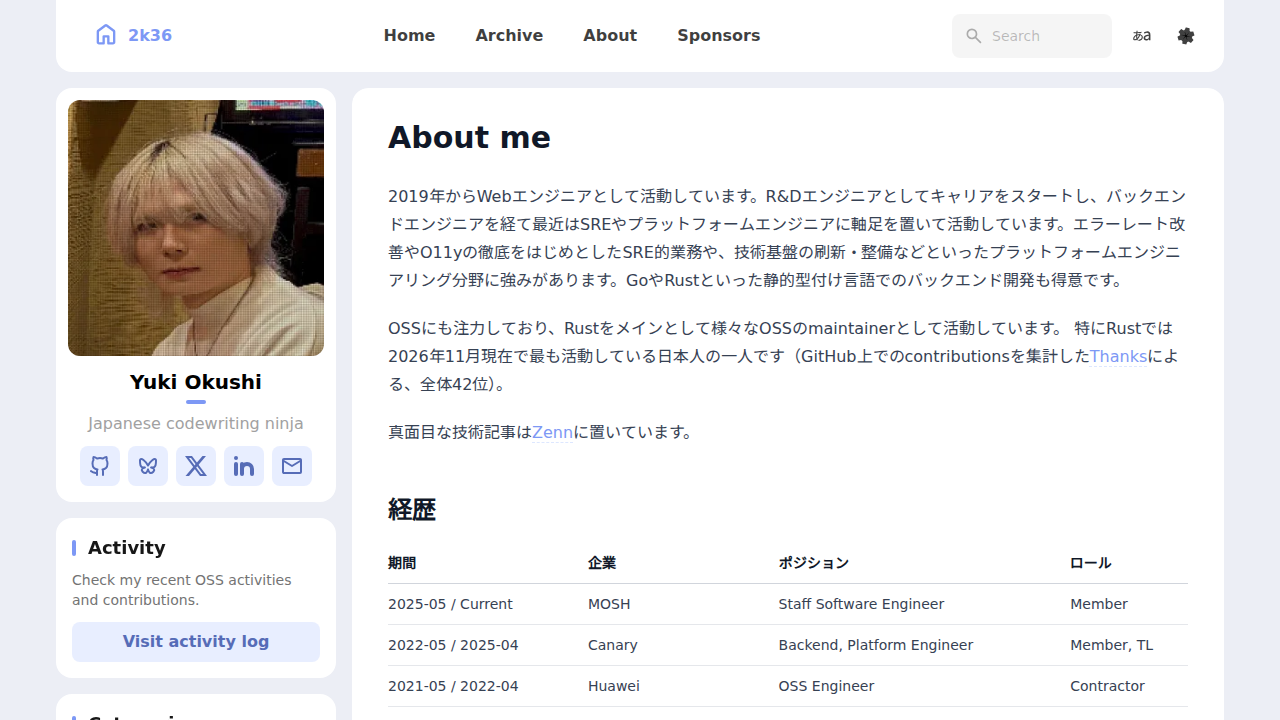 2k36
Home
Archive
About
Sponsors
Search
あa
Yuki Okushi
Japanese codewriting ninja
Activity
Check my recent OSS activities
and contributions.
Visit activity log
About me
2019年からWebエンジニアとして活動しています。R&Dエンジニアとしてキャリアをスタートし、バックエン
ドエンジニアを経て最近はSREやプラットフォームエンジニアに軸足を置いて活動しています。エラーレート改
善やO11yの徹底をはじめとしたSRE的業務や、技術基盤の刷新・整備などといったプラットフォームエンジニ
アリング分野に強みがあります。GoやRustといった静的型付け言語でのバックエンド開発も得意です。
OSSにも注力しており、Rustをメインとして様々なOSSのmaintainerとして活動しています。 特にRustでは
2026年11月現在で最も活動している日本人の一人です（GitHub上でのcontributionsを集計したThanksによ
る、全体42位）。
真面目な技術記事はZennに置いています。
経歴
期間 企業 ポジション ロール
2025-05 / Current MOSH Staff Software Engineer Member
2022-05 / 2025-04 Canary Backend, Platform Engineer Member, TL
2021-05 / 2022-04 Huawei OSS Engineer Contractor